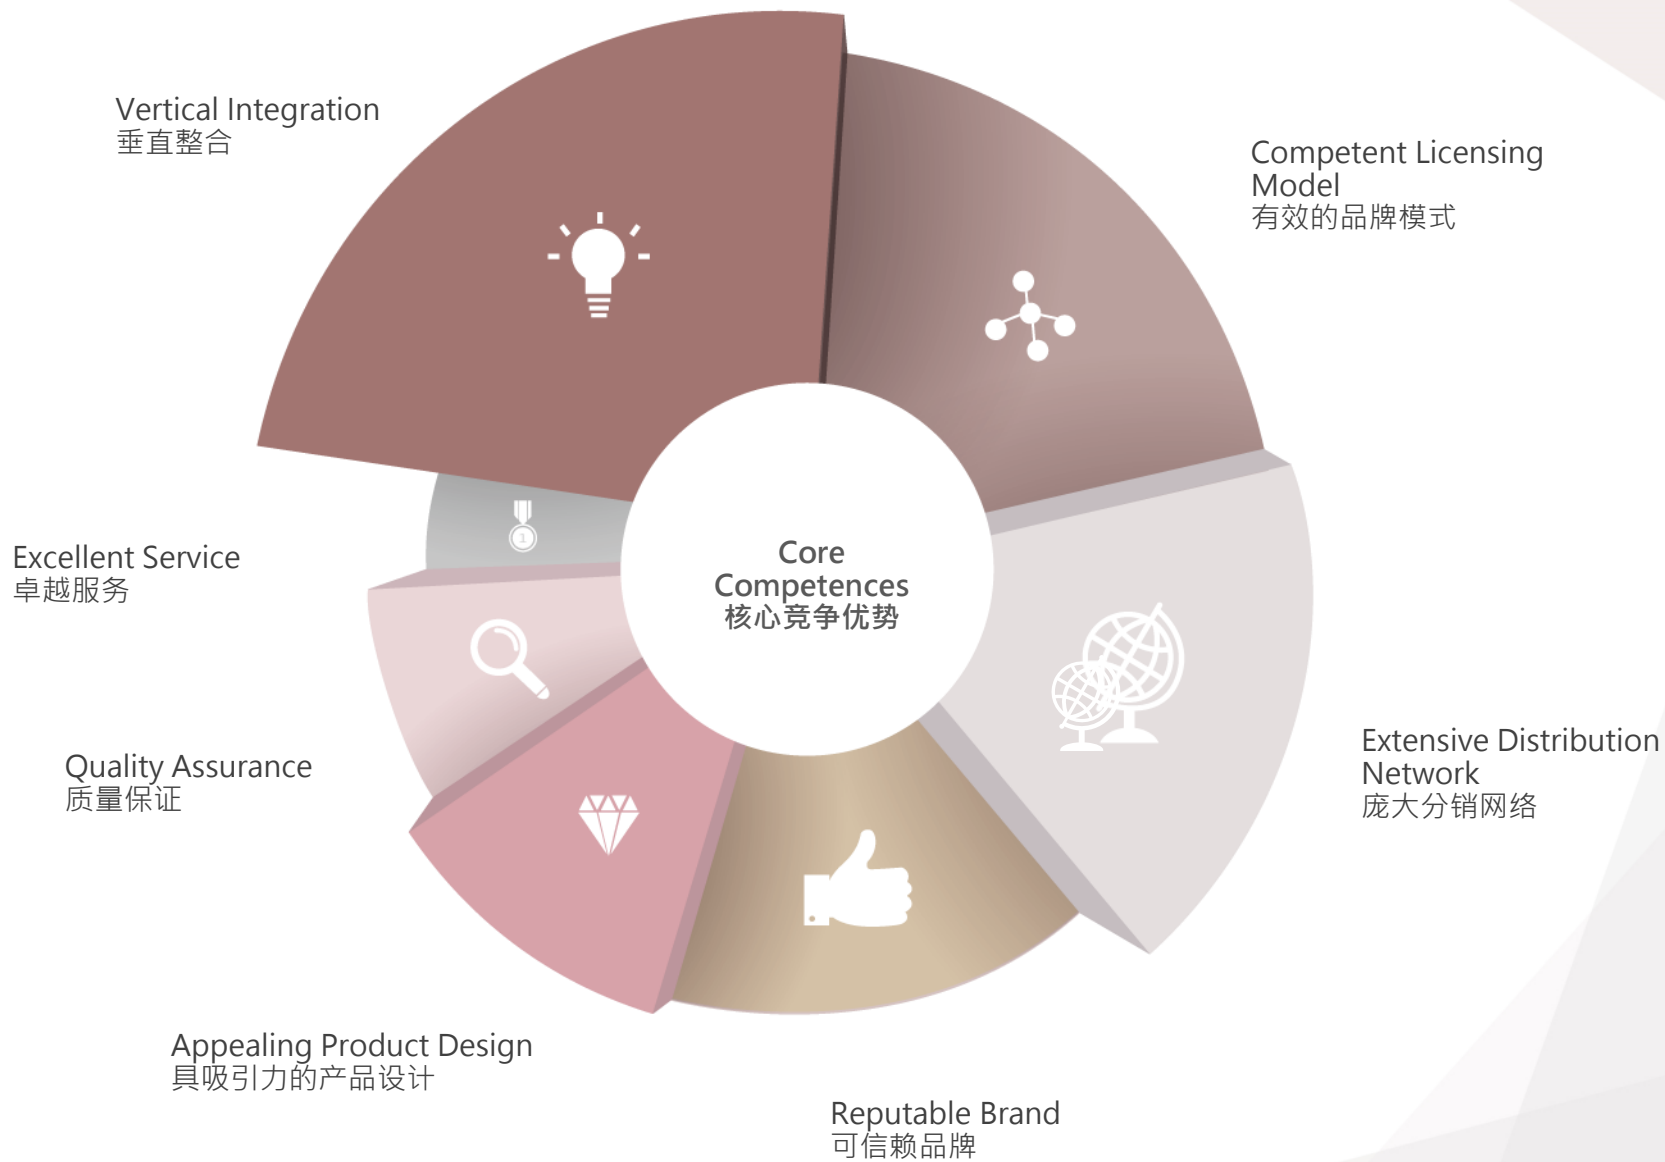 Vertical Integration
垂直整合
Competent Licensing
Model
有效的品牌模式
Core
Competences
核心竞争优势
Excellent Service
卓越服务
1
Extensive Distribution
Network
庞大分销网络
Quality Assurance
质量保证
Appealing Product Design
具吸引力的产品设计
Reputable Brand
可信赖品牌